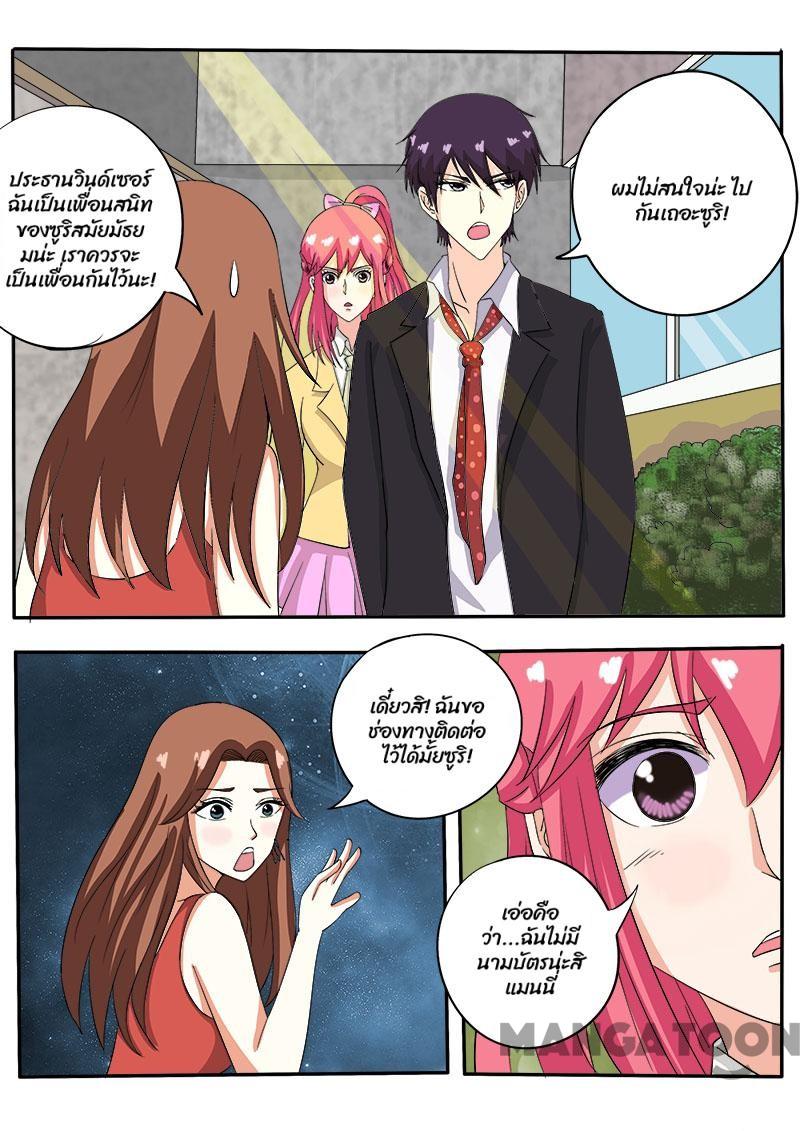 ประธานวินด์เซอร์
ฉันเป็นเพื่อนสนิท
ของซูริสมัยมัธย
มน่ะ เราควรจะ
เป็นเพื่อนกันไว้นะ!
ผมไม่สนใจน่ะ ไป
กันเถอะซูริ!
เดี๋ยวสิ! ฉันขอ
ช่องทางติดต่อ
ไว้ได้มั้ยซูริ!
เอ่อคือ
ว่า...ฉันไม่มี
นามบัตรน่ะสิ
แมนนี่
MANGATOON